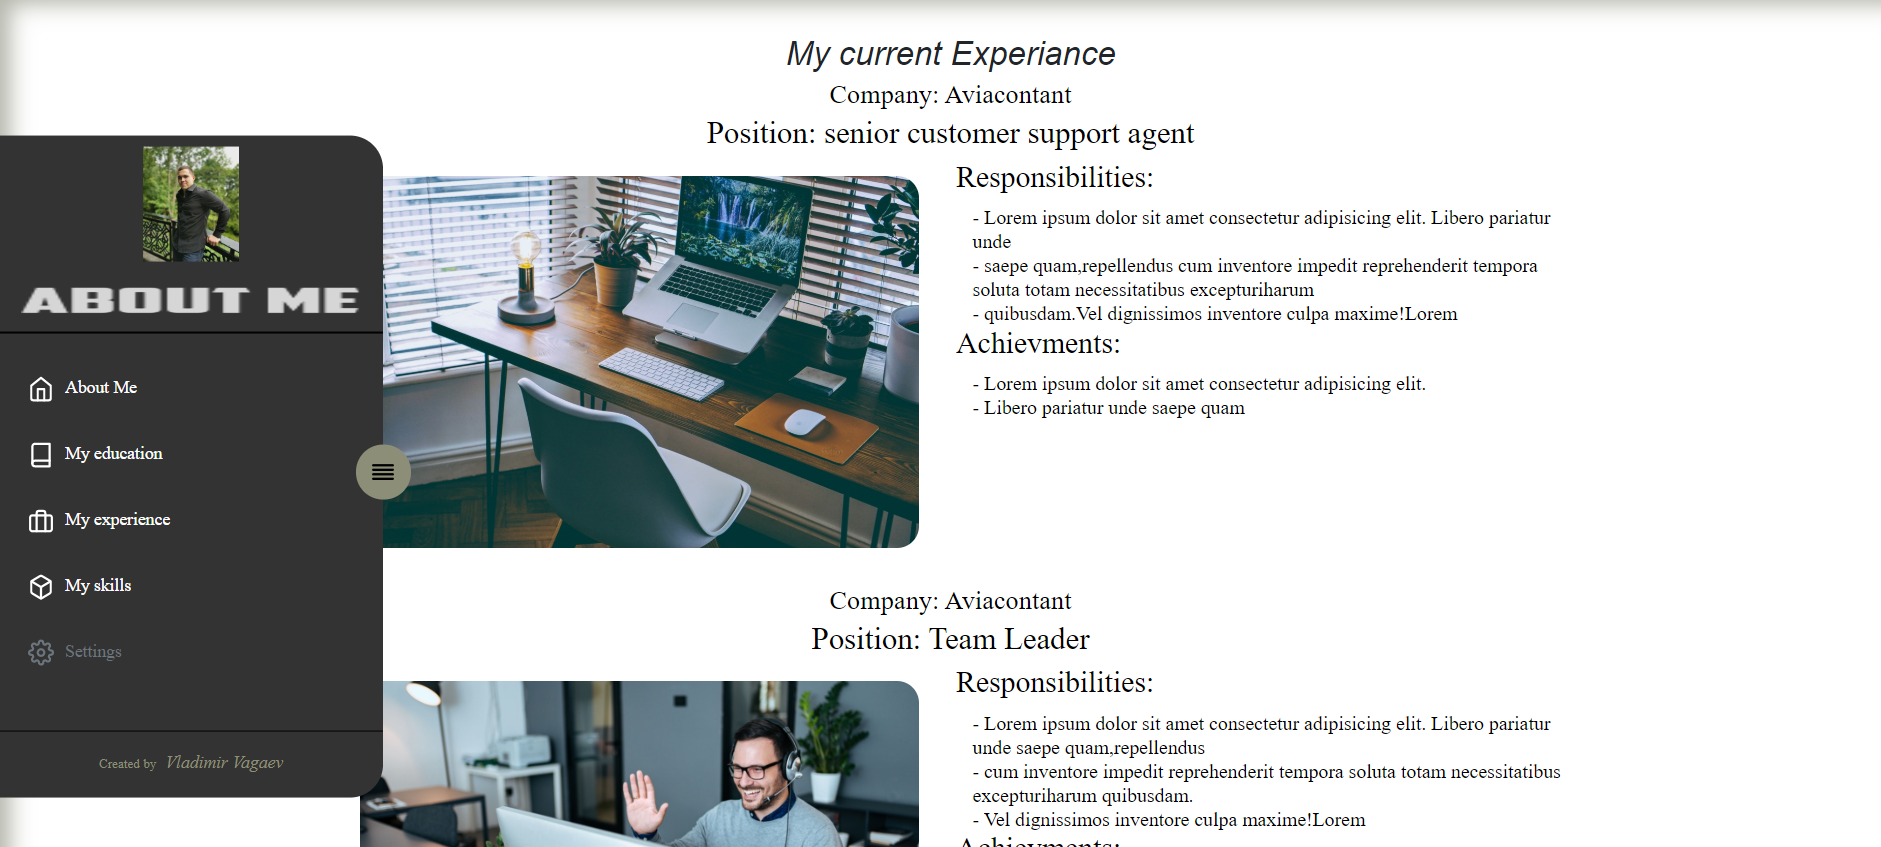 My current Experiance
Company: Aviacontant
Position: senior customer support agent
ABOUT ME
About Me
My education
My experience
My skills
Settings
Created by Vladimir Vagaev
Responsibilities:
- Lorem ipsum dolor sit amet consectetur adipisicing elit. Libero pariatur
unde
- saepe quam,repellendus cum inventore impedit reprehenderit tempora
soluta totam necessitatibus excepturiharum
- quibusdam.Vel dignissimos inventore culpa maxime!Lorem
Achievments:
- Lorem ipsum dolor sit amet consectetur adipisicing elit.
- Libero pariatur unde saepe quam
Company: Aviacontant
Position: Team Leader
Responsibilities:
- Lorem ipsum dolor sit amet consectetur adipisicing elit. Libero pariatur
unde saepe quam,repellendus
- cum inventore impedit reprehenderit tempora soluta totam necessitatibus
excepturiharum quibusdam.
- Vel dignissimos inventore culpa maxime!Lorem
Achievments: